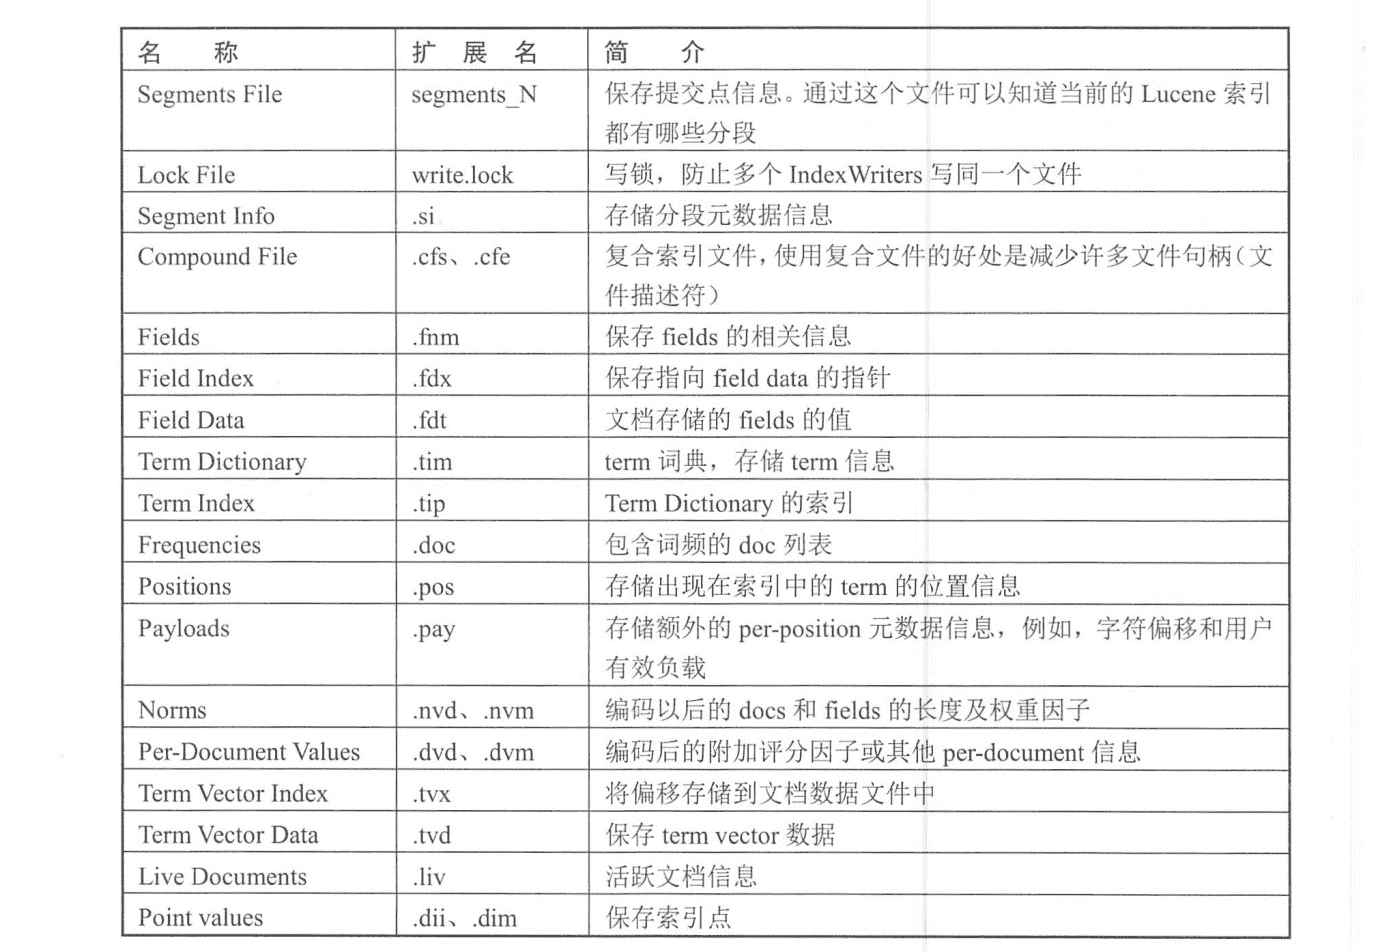 名 称 扩 展 名 简 介
Segments File segments_N 保存提交点信息。通过这个文件可以知道当前的 Lucene 索引
都有哪些分段
Lock File write.lock 写锁，防止多个 IndexWriters 写同一个文件
Segment Info .si 存储分段元数据信息
Compound File .cfs、.cfe 复合索引文件，使用复合文件的好处是减少许多文件句柄（文
件描述符）
Fields .fnm 保存 fields 的相关信息
Field Index .fdx 保存指向 field data 的指针
Field Data .fdt 文档存储的 fields 的值
Term Dictionary .tim term 词典，存储 term 信息
Term Index .tip Term Dictionary 的索引
Frequencies .doc 包含词频的 doc 列表
Positions .pos 存储出现在索引中的 term 的位置信息
Payloads .pay 存储额外的 per-position 元数据信息，例如，字符偏移和用户
有效负载
Norms .nvd、.nvm 编码以后的 docs 和 fields 的长度及权重因子
Per-Document Values .dvd、.dvm 编码后的附加评分因子或其他 per-document 信息
Term Vector Index .tvx 将偏移存储到文档数据文件中
Term Vector Data .tvd 保存 term vector 数据
Live Documents .liv 活跃文档信息
Point values .dii、.dim 保存索引点